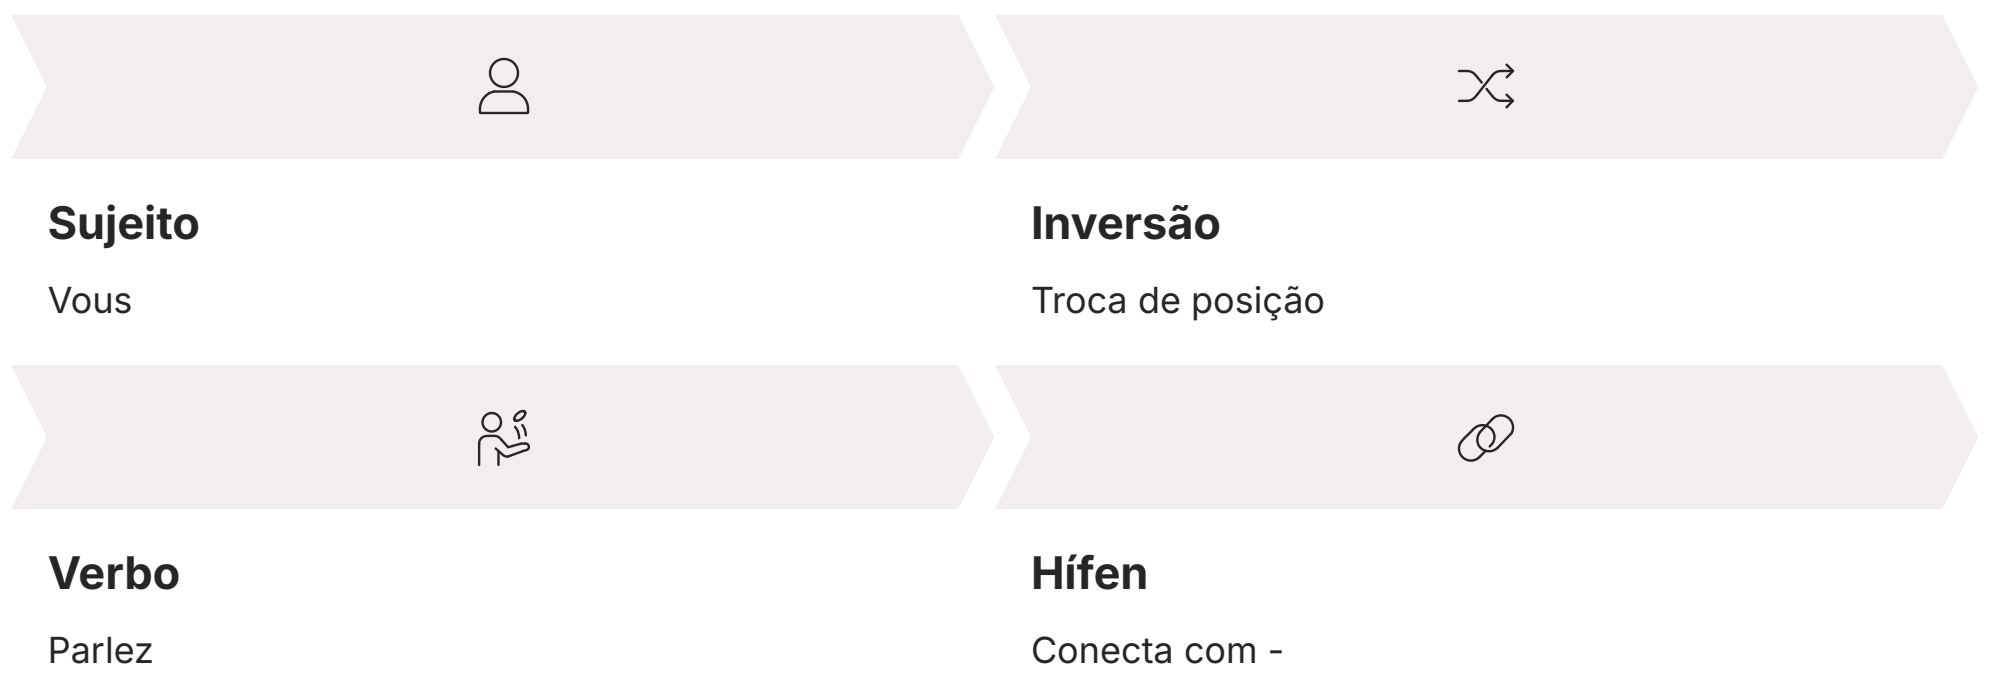 Sujeito
Vous
Inversão
Troca de posição
Verbo
Parlez
Hífen
Conecta com -